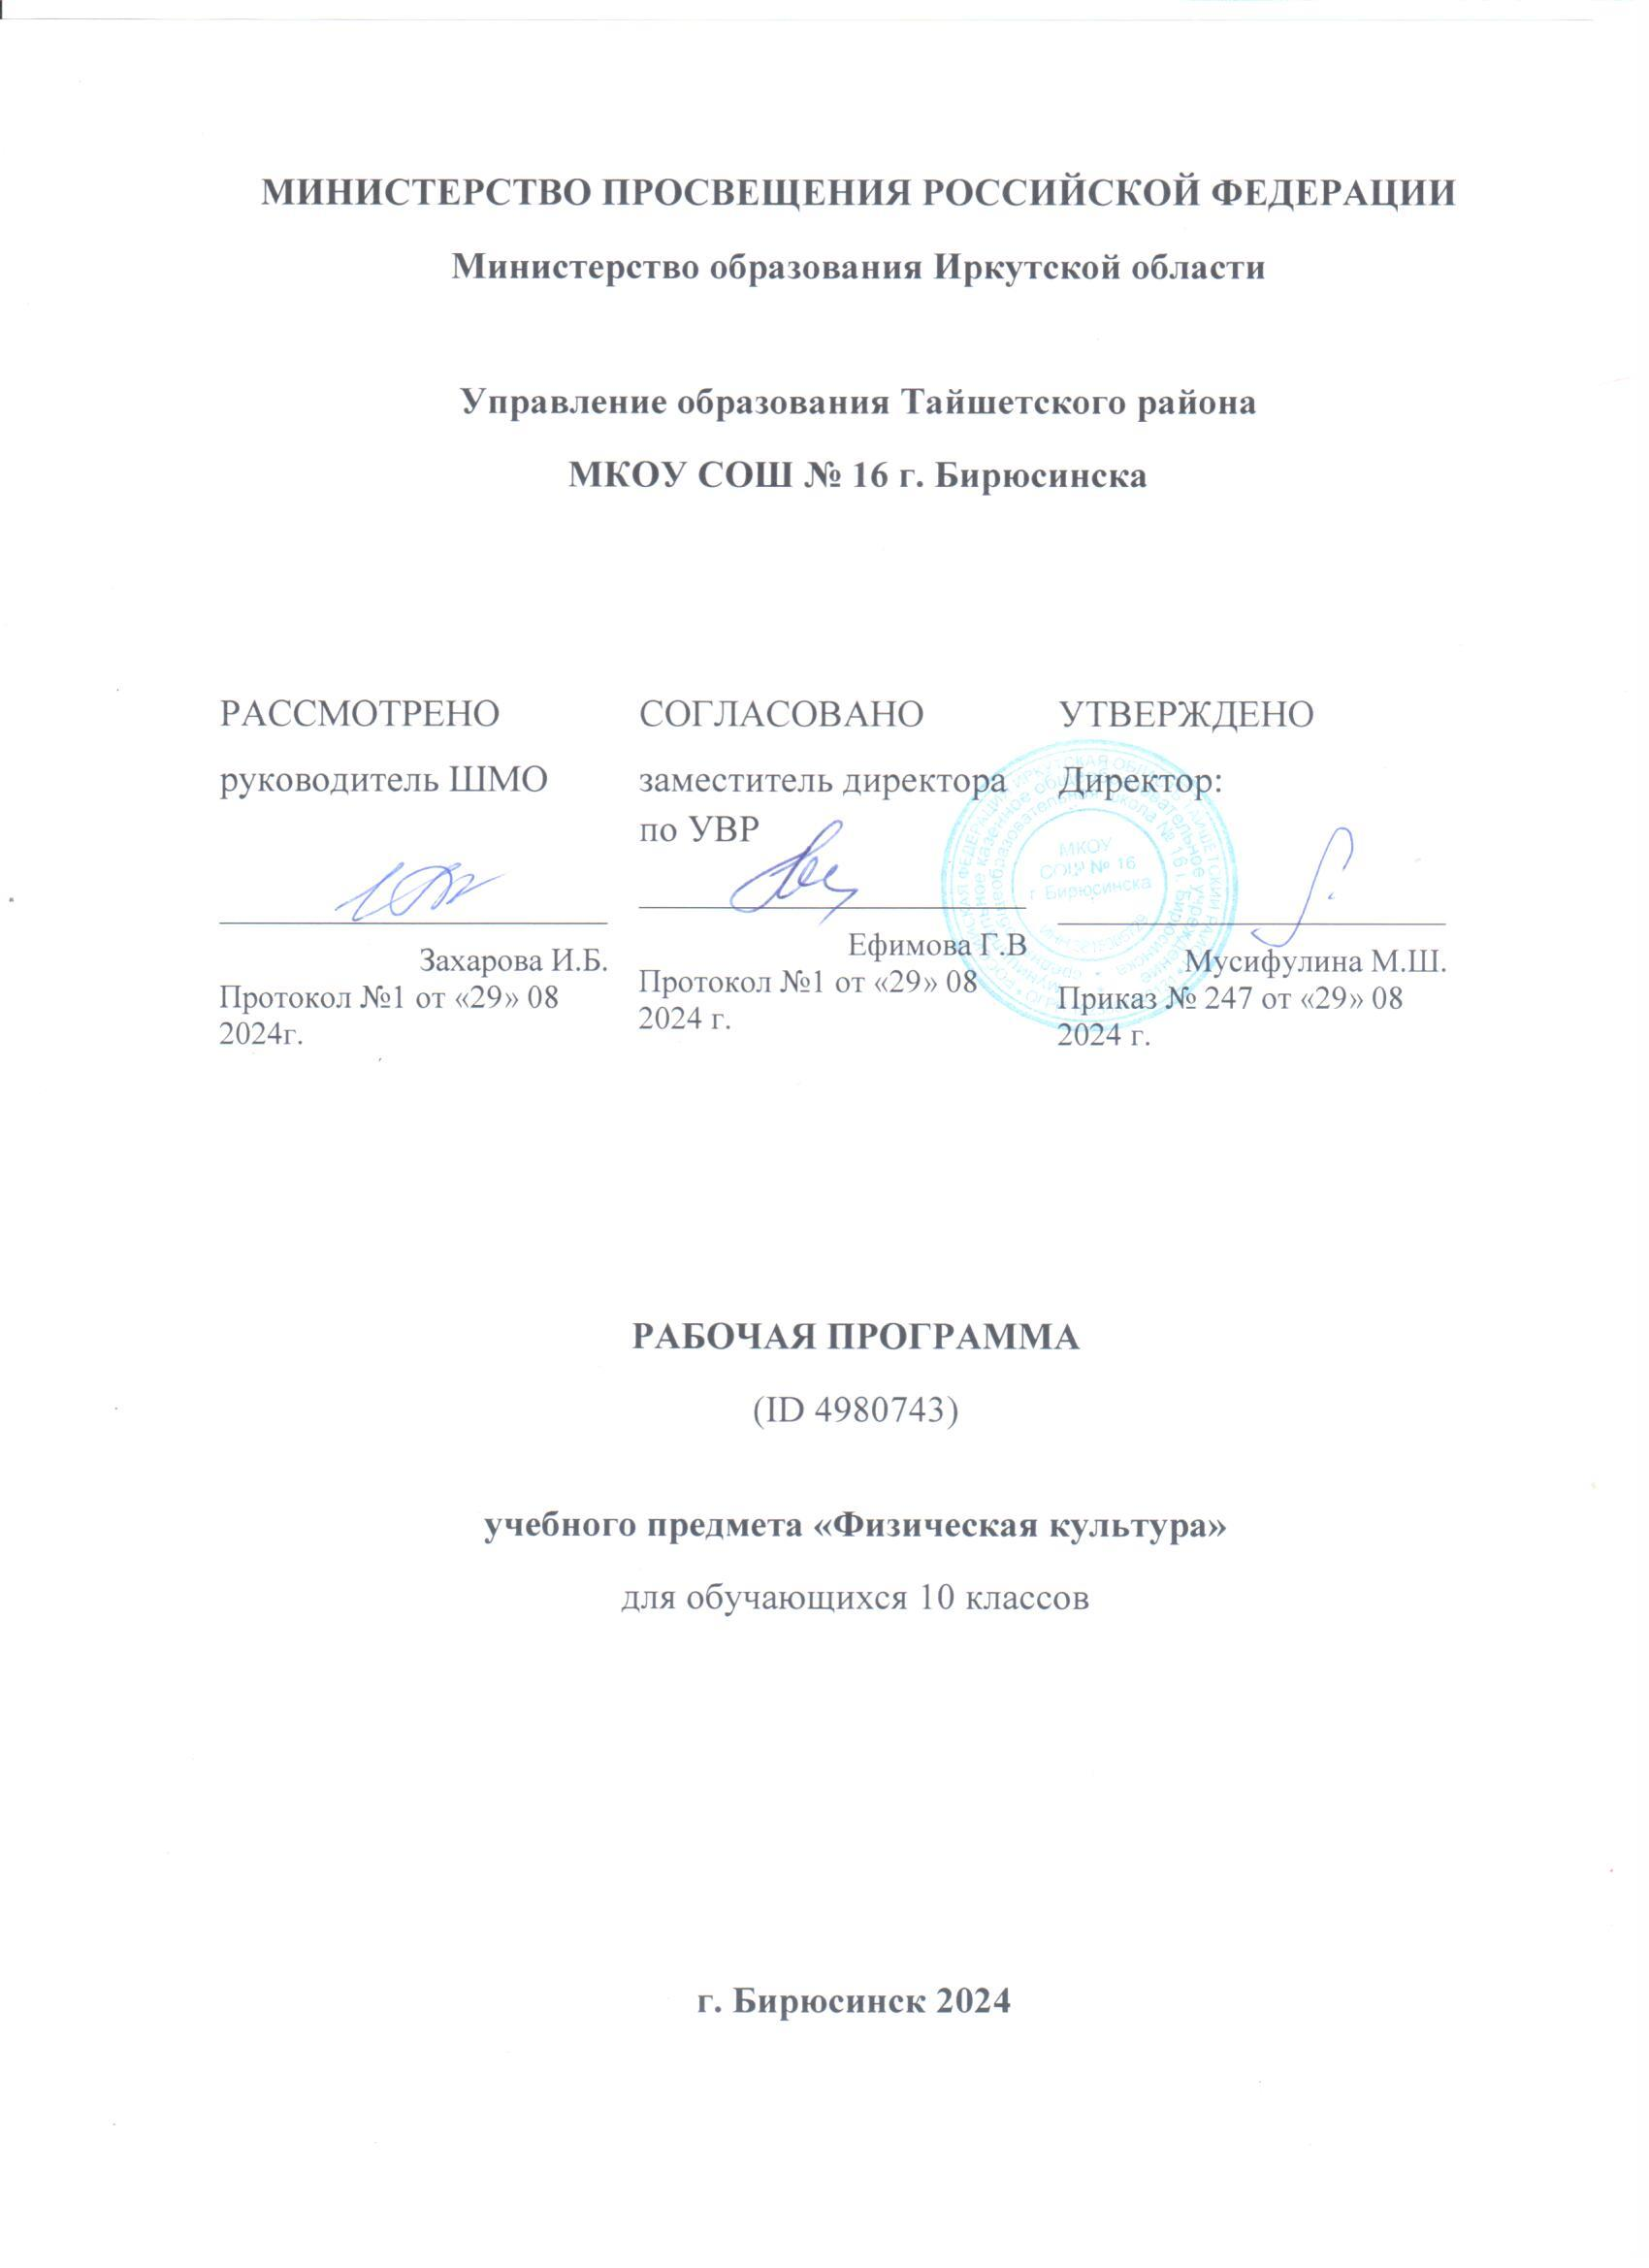 МИНИСТЕРСТВО ПРОСВЕЩЕНИЯ РОССИЙСКОЙ ФЕДЕРАЦИИ
Министерство образования Иркутской области
Управление образования Тайшетского района
МКОУ СОШ № 16 г. Бирюсинска
РАССМОТРЕНО
руководитель ШМО
Захарова И.Б.
Протокол №1 от «29» 08
2024г.
СОГЛАСОВАНО
заместитель директора
по УВР
Ефимова Г.В
Протокол №1 от «29» 08
2024 г.
УТВЕРЖДЕНО
Директор:
Мусифулина М.Ш.
Приказ № 247 от «29» 08
2024 г.
МКОУ
СОШ № 16
г. Бирюсинска
РАБОЧАЯ ПРОГРАММА
(ID 4980743)
учебного предмета «Физическая культура»
для обучающихся 10 классов
г. Бирюсинск 2024